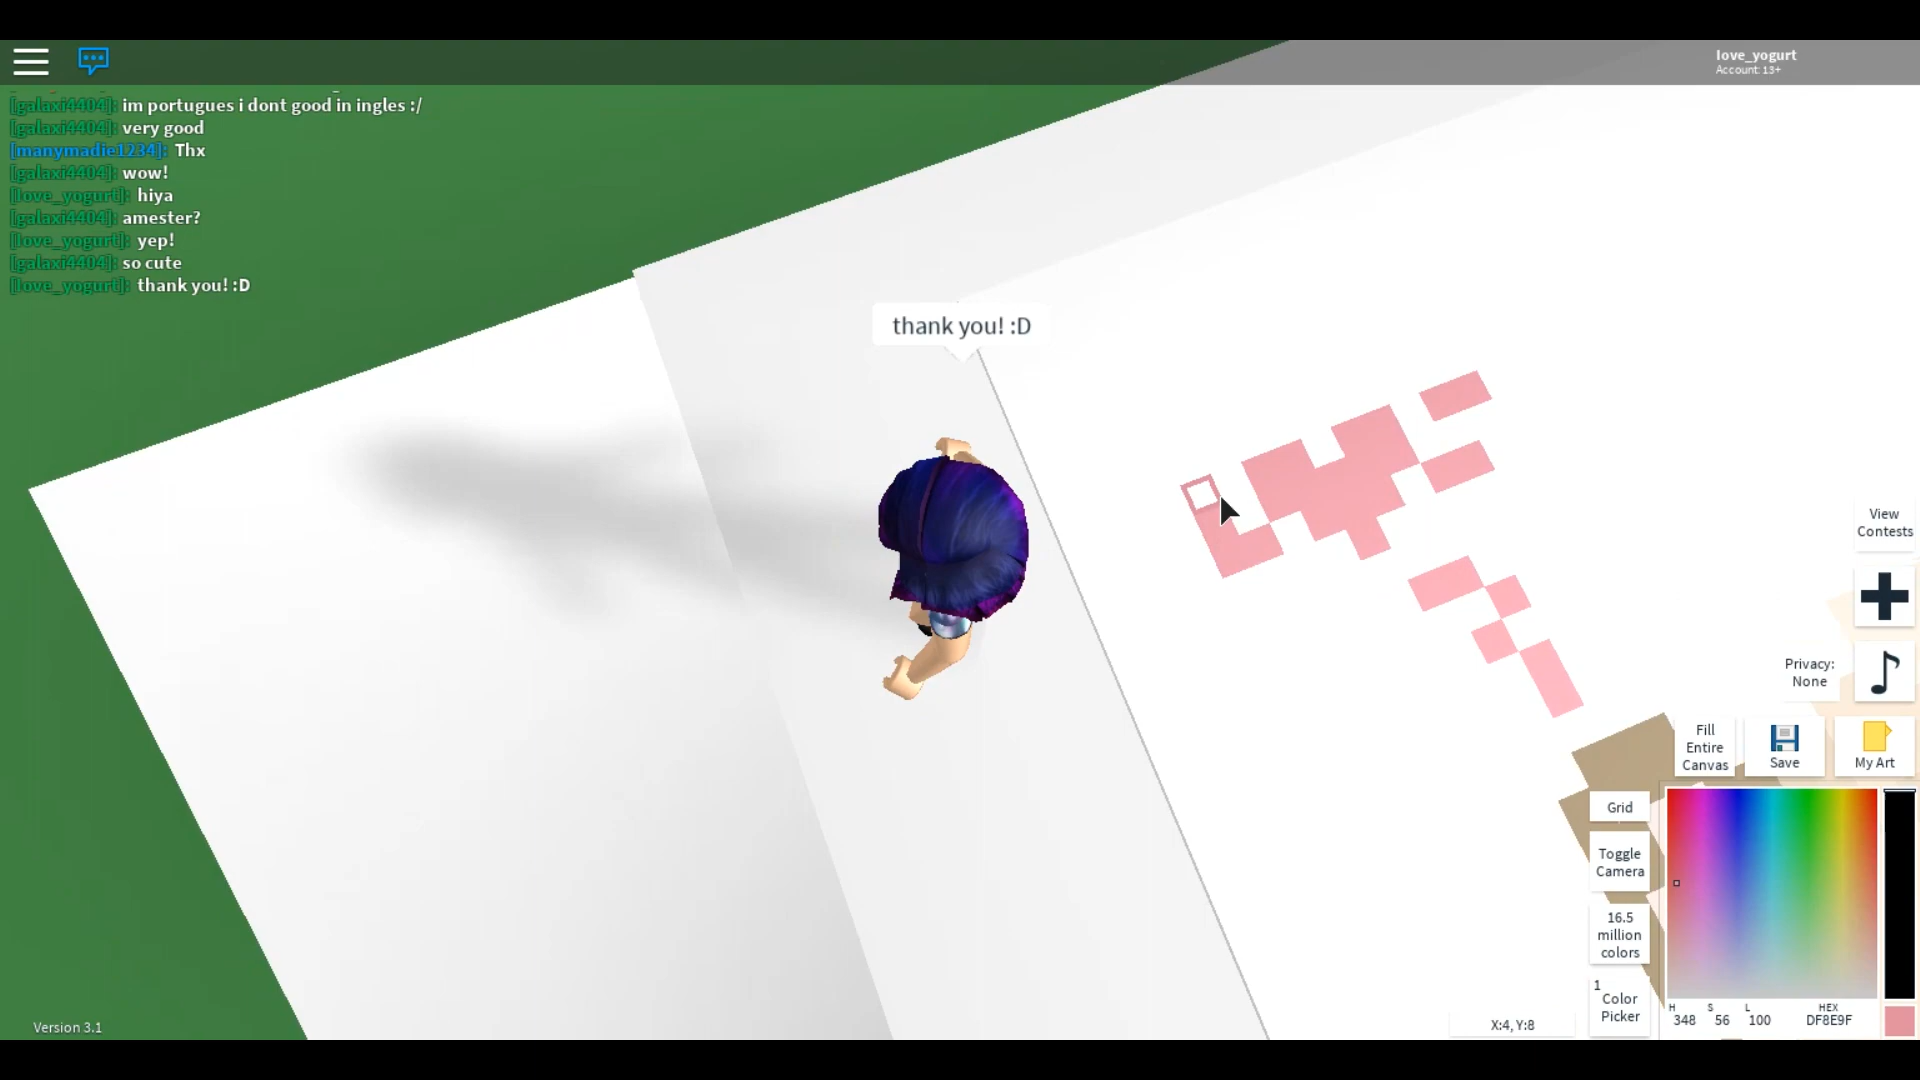 love_yogurt
Account: 13+
[galaxi4404]: im portugues i dont good in ingles :/
[galaxi4404]: very good
[manymadie1234]: Thx
[galaxi4404]: wow!
[love_yogurt]: hiya
[galaxi4404]: amester?
[love_yogurt]: yep!
[galaxi4404]: so cute
[love_yogurt]: thank you! :D
thank you! :D
View
Contests
Privacy:
None
Fill
Entire
Canvas
Save
My Art
Grid
Toggle
Camera
16.5
million
colors
1
Color
Picker
H S L HEX
348 56 100 DF8E9F
X:4, Y:8
Version 3.1